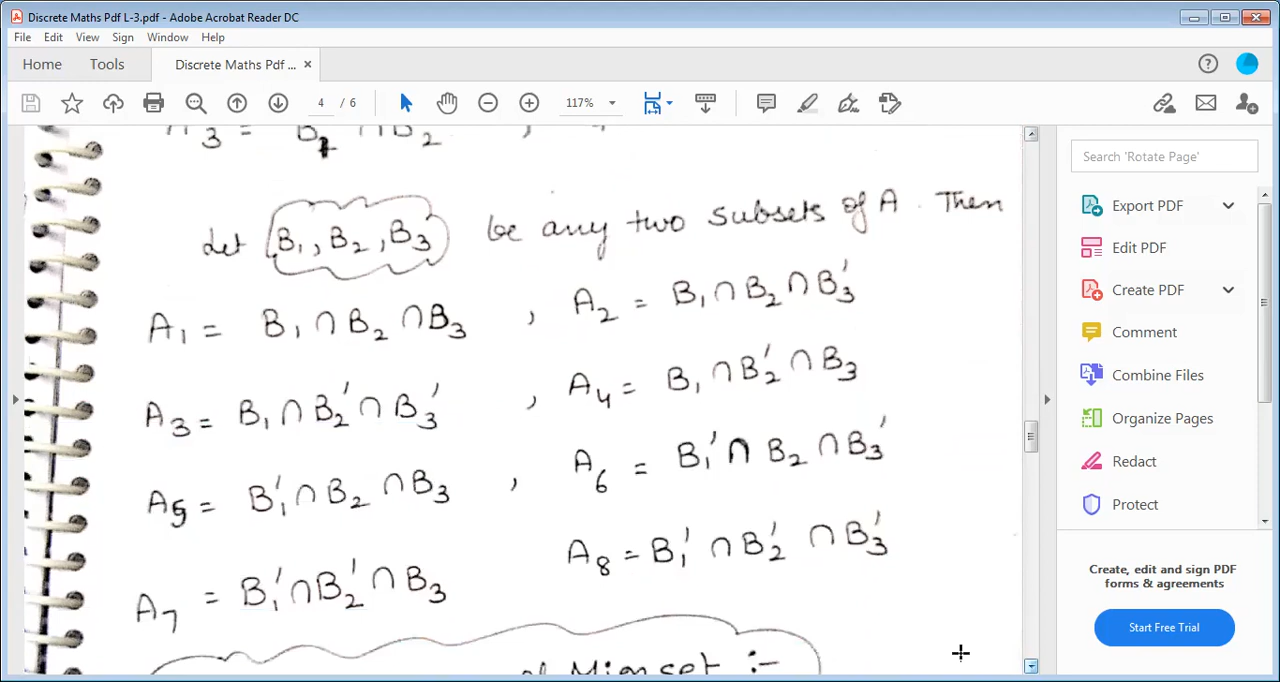 Discrete Maths Pdf L-3.pdf - Adobe Acrobat Reader DC
File Edit View Sign Window Help
Home Tools Discrete Maths Pdf ... ×
4 / 6 117%
Search 'Rotate Page'
Export PDF
Edit PDF
Create PDF
Comment
Combine Files
Organize Pages
Redact
Protect
Create, edit and sign PDF
forms & agreements
Start Free Trial
Let B₁, B₂, B₃ be any two subsets of A. Then
A₁ = B₁ ∩ B₂ ∩ B₃ , A₂ = B₁ ∩ B₂ ∩ B₃'
A₃ = B₁ ∩ B₂' ∩ B₃' , A₄ = B₁ ∩ B₂' ∩ B₃
A₅ = B₁' ∩ B₂ ∩ B₃ , A₆ = B₁' ∩ B₂ ∩ B₃'
A₇ = B₁' ∩ B₂' ∩ B₃ A₈ = B₁' ∩ B₂' ∩ B₃'